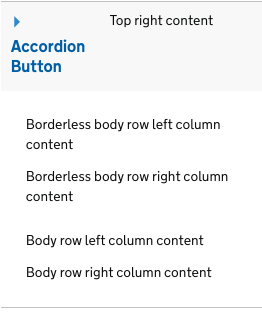 Top right content
Accordion
Button
Borderless body row left column
content
Borderless body row right column
content
Body row left column content
Body row right column content